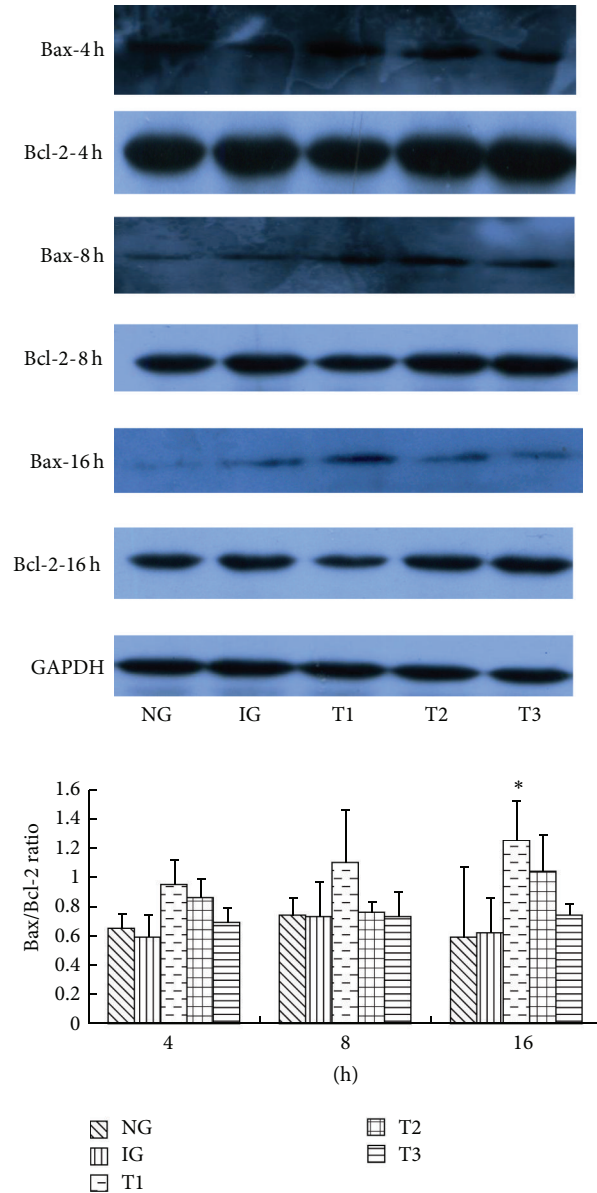 Bax-4 h
Bcl-2-4 h
Bax-8 h
Bcl-2-8 h
Bax-16 h
Bcl-2-16 h
GAPDH
NG IG T1 T2 T3
Bax/Bcl-2 ratio
1.6
1.4
1.2
1
0.8
0.6
0.4
0.2
0
*
4 8 16
(h)
NG
IG
T1
T2
T3